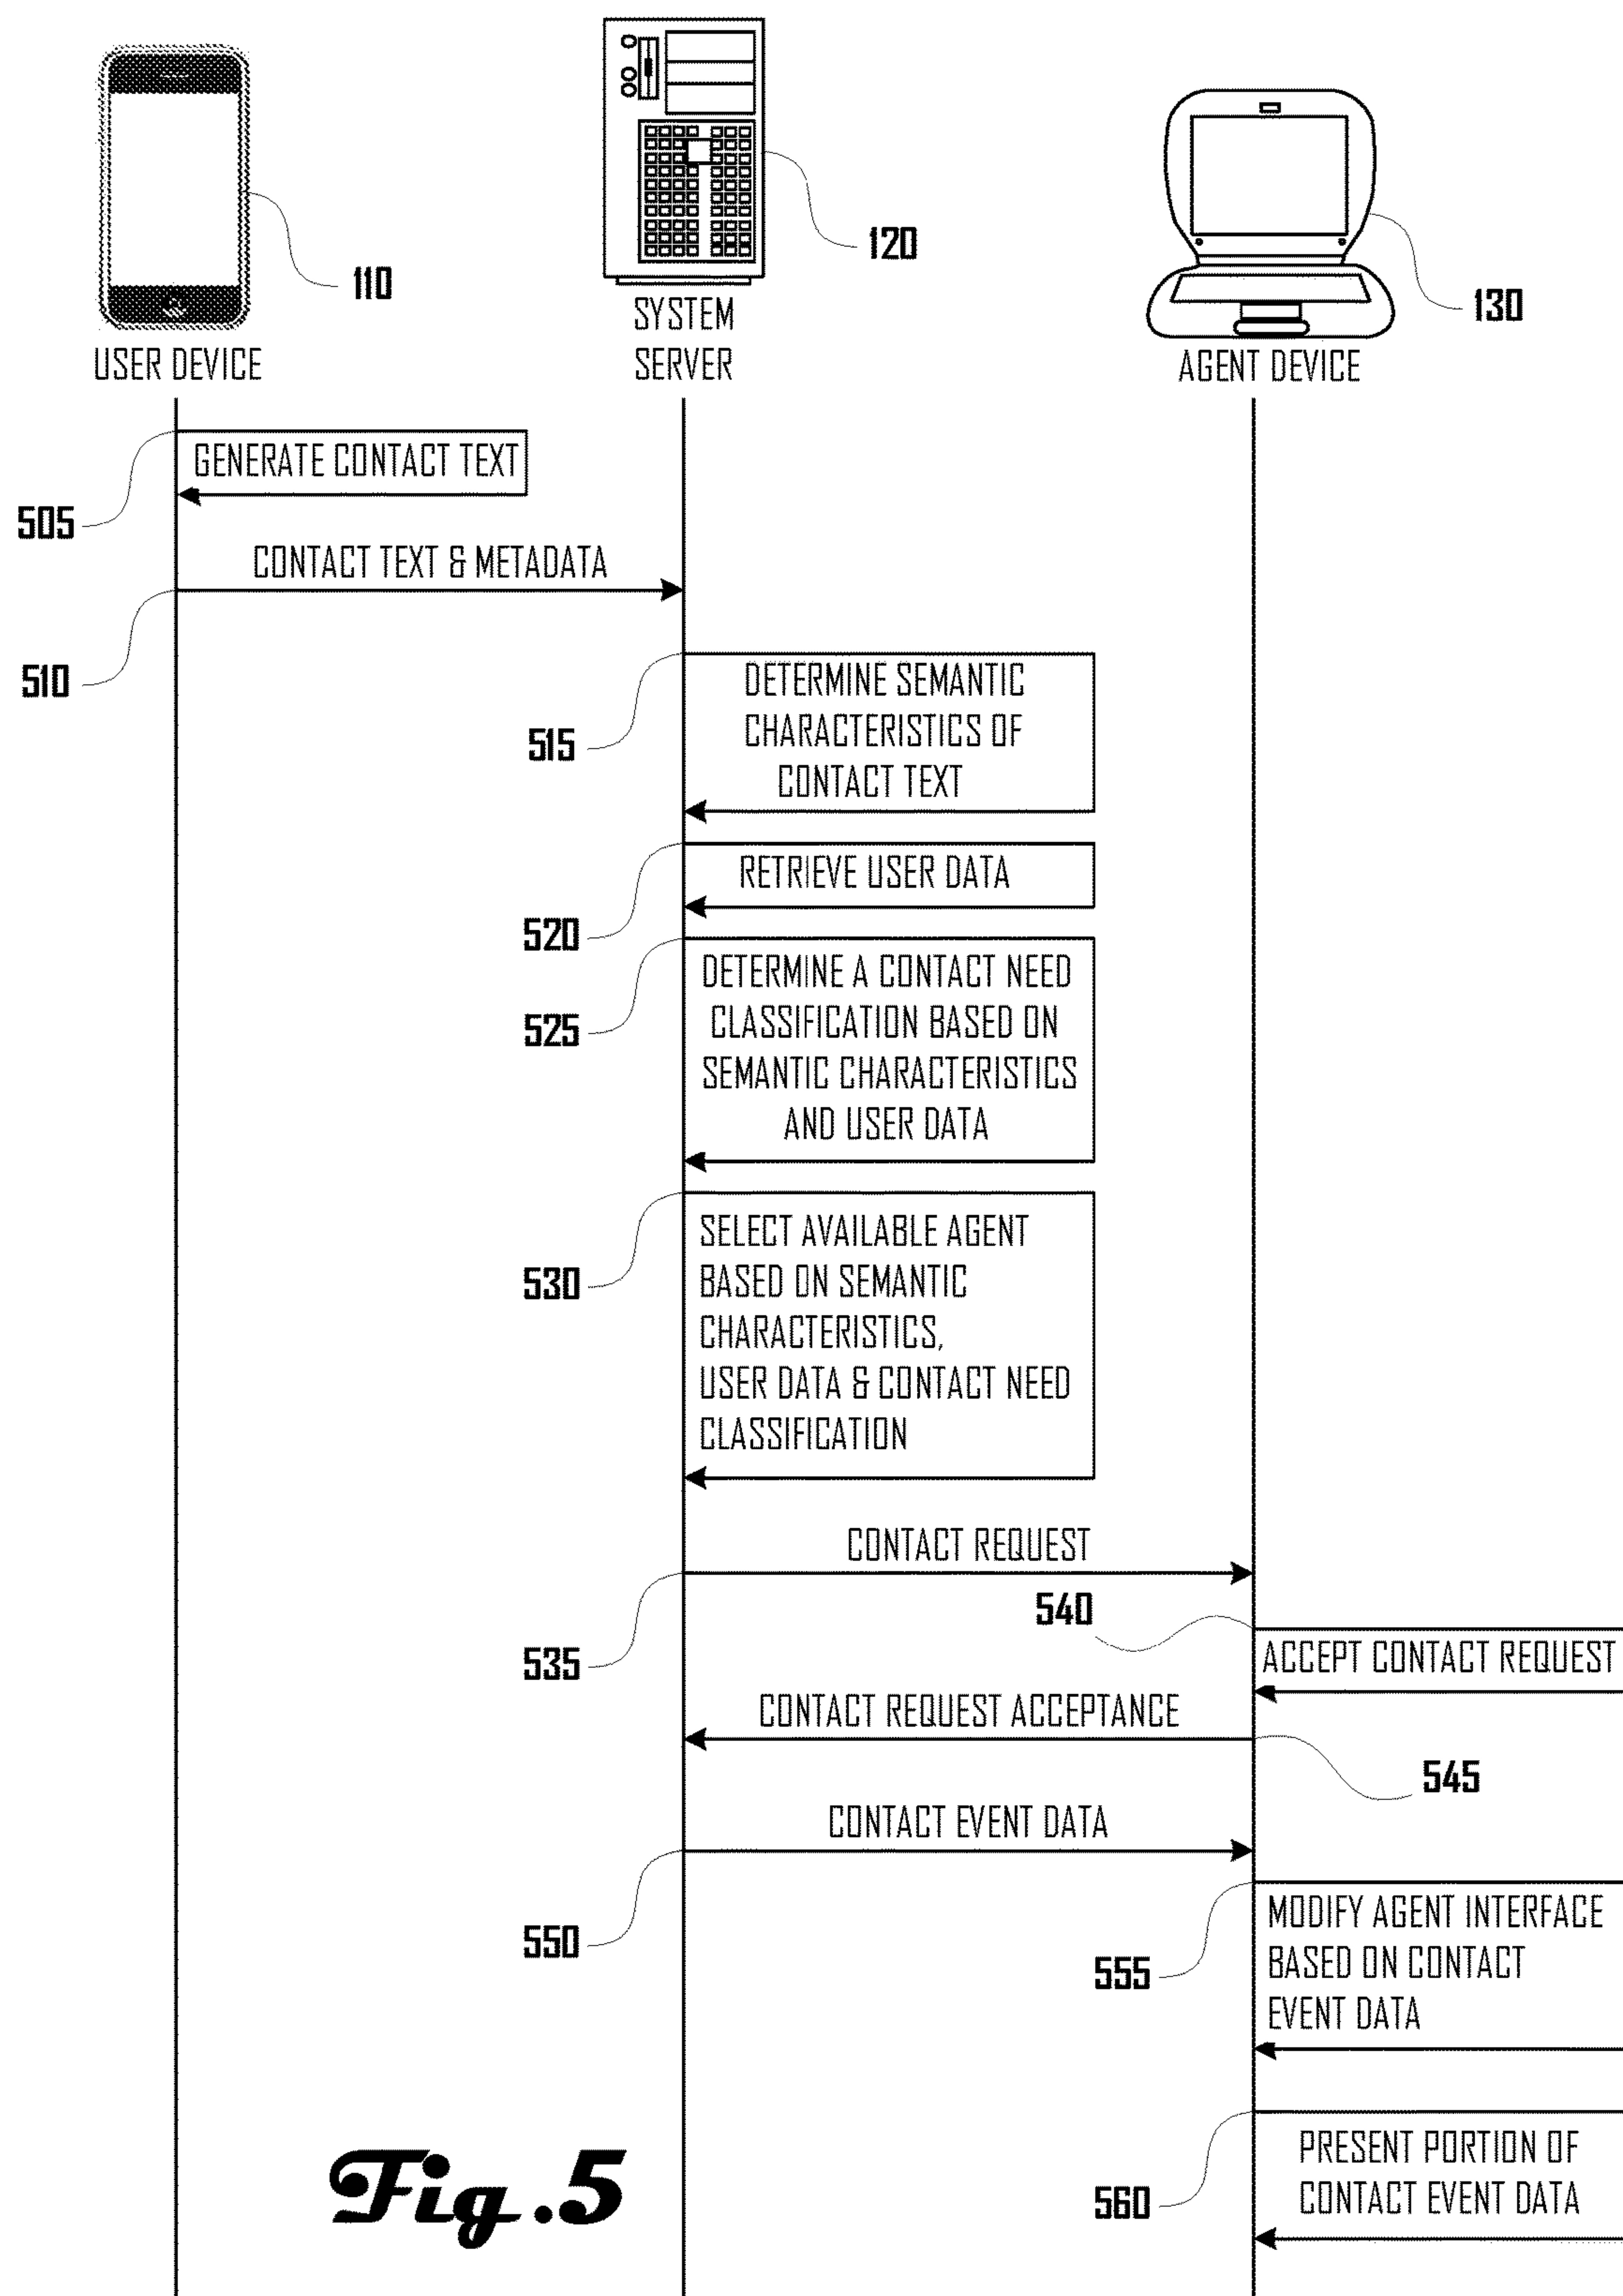 110
USER DEVICE
120
SYSTEM
SERVER
130
AGENT DEVICE
GENERATE CONTACT TEXT
505
CONTACT TEXT & METADATA
510
DETERMINE SEMANTIC
CHARACTERISTICS OF
CONTACT TEXT
515
RETRIEVE USER DATA
520
DETERMINE A CONTACT NEED
CLASSIFICATION BASED ON
SEMANTIC CHARACTERISTICS
AND USER DATA
525
SELECT AVAILABLE AGENT
BASED ON SEMANTIC
CHARACTERISTICS,
USER DATA & CONTACT NEED
CLASSIFICATION
530
CONTACT REQUEST
535
540
ACCEPT CONTACT REQUEST
CONTACT REQUEST ACCEPTANCE
545
CONTACT EVENT DATA
550
MODIFY AGENT INTERFACE
BASED ON CONTACT
EVENT DATA
555
PRESENT PORTION OF
CONTACT EVENT DATA
560
Fig.5